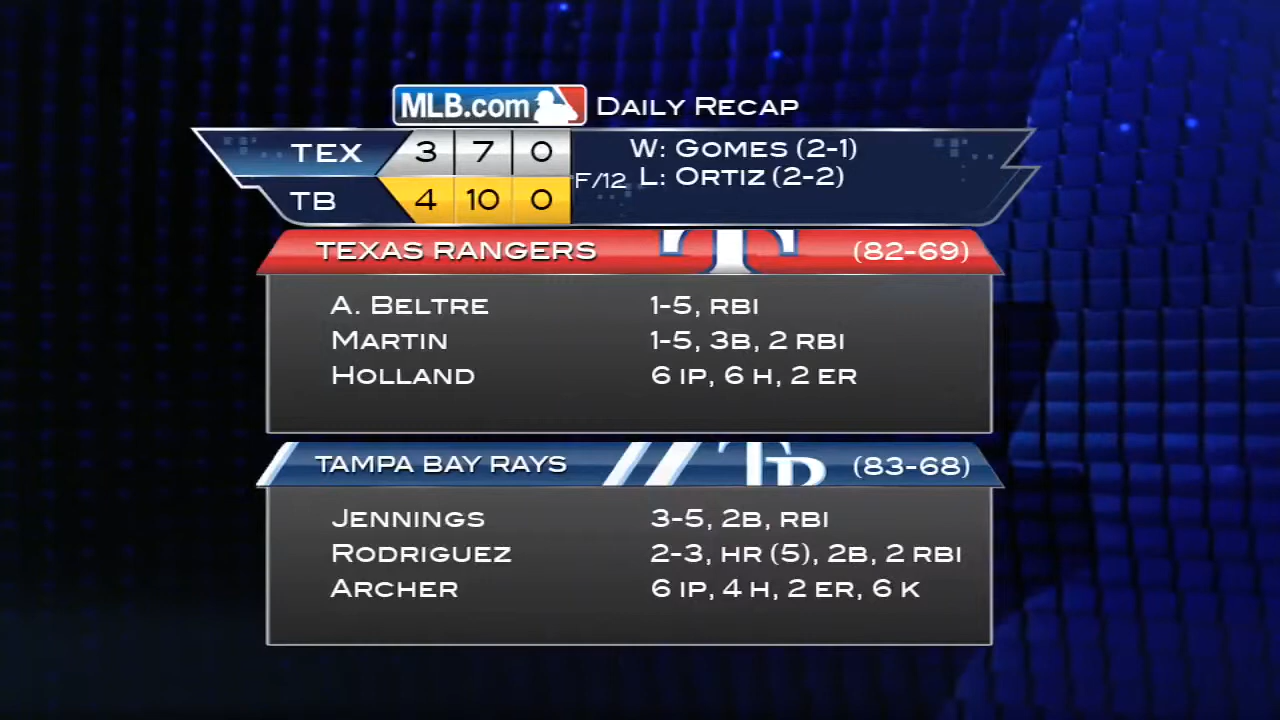 MLB.com DAILY RECAP
TEX 3 7 0
TB 4 10 0
F/12
W: GOMES (2-1)
L: ORTIZ (2-2)
TEXAS RANGERS T (82-69)
A. BELTRE 1-5, RBI
MARTIN 1-5, 3B, 2 RBI
HOLLAND 6 IP, 6 H, 2 ER
TAMPA BAY RAYS TB (83-68)
JENNINGS 3-5, 2B, RBI
RODRIGUEZ 2-3, HR (5), 2B, 2 RBI
ARCHER 6 IP, 4 H, 2 ER, 6 K